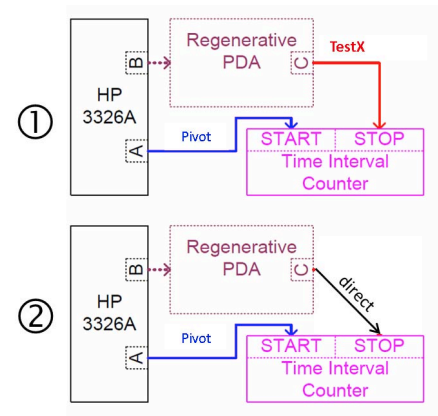 ①
HP
3326A
B
A
Regenerative
PDA
C
TestX
Pivot
START
STOP
Time Interval
Counter
②
HP
3326A
B
A
Regenerative
PDA
C
direct
Pivot
START
STOP
Time Interval
Counter